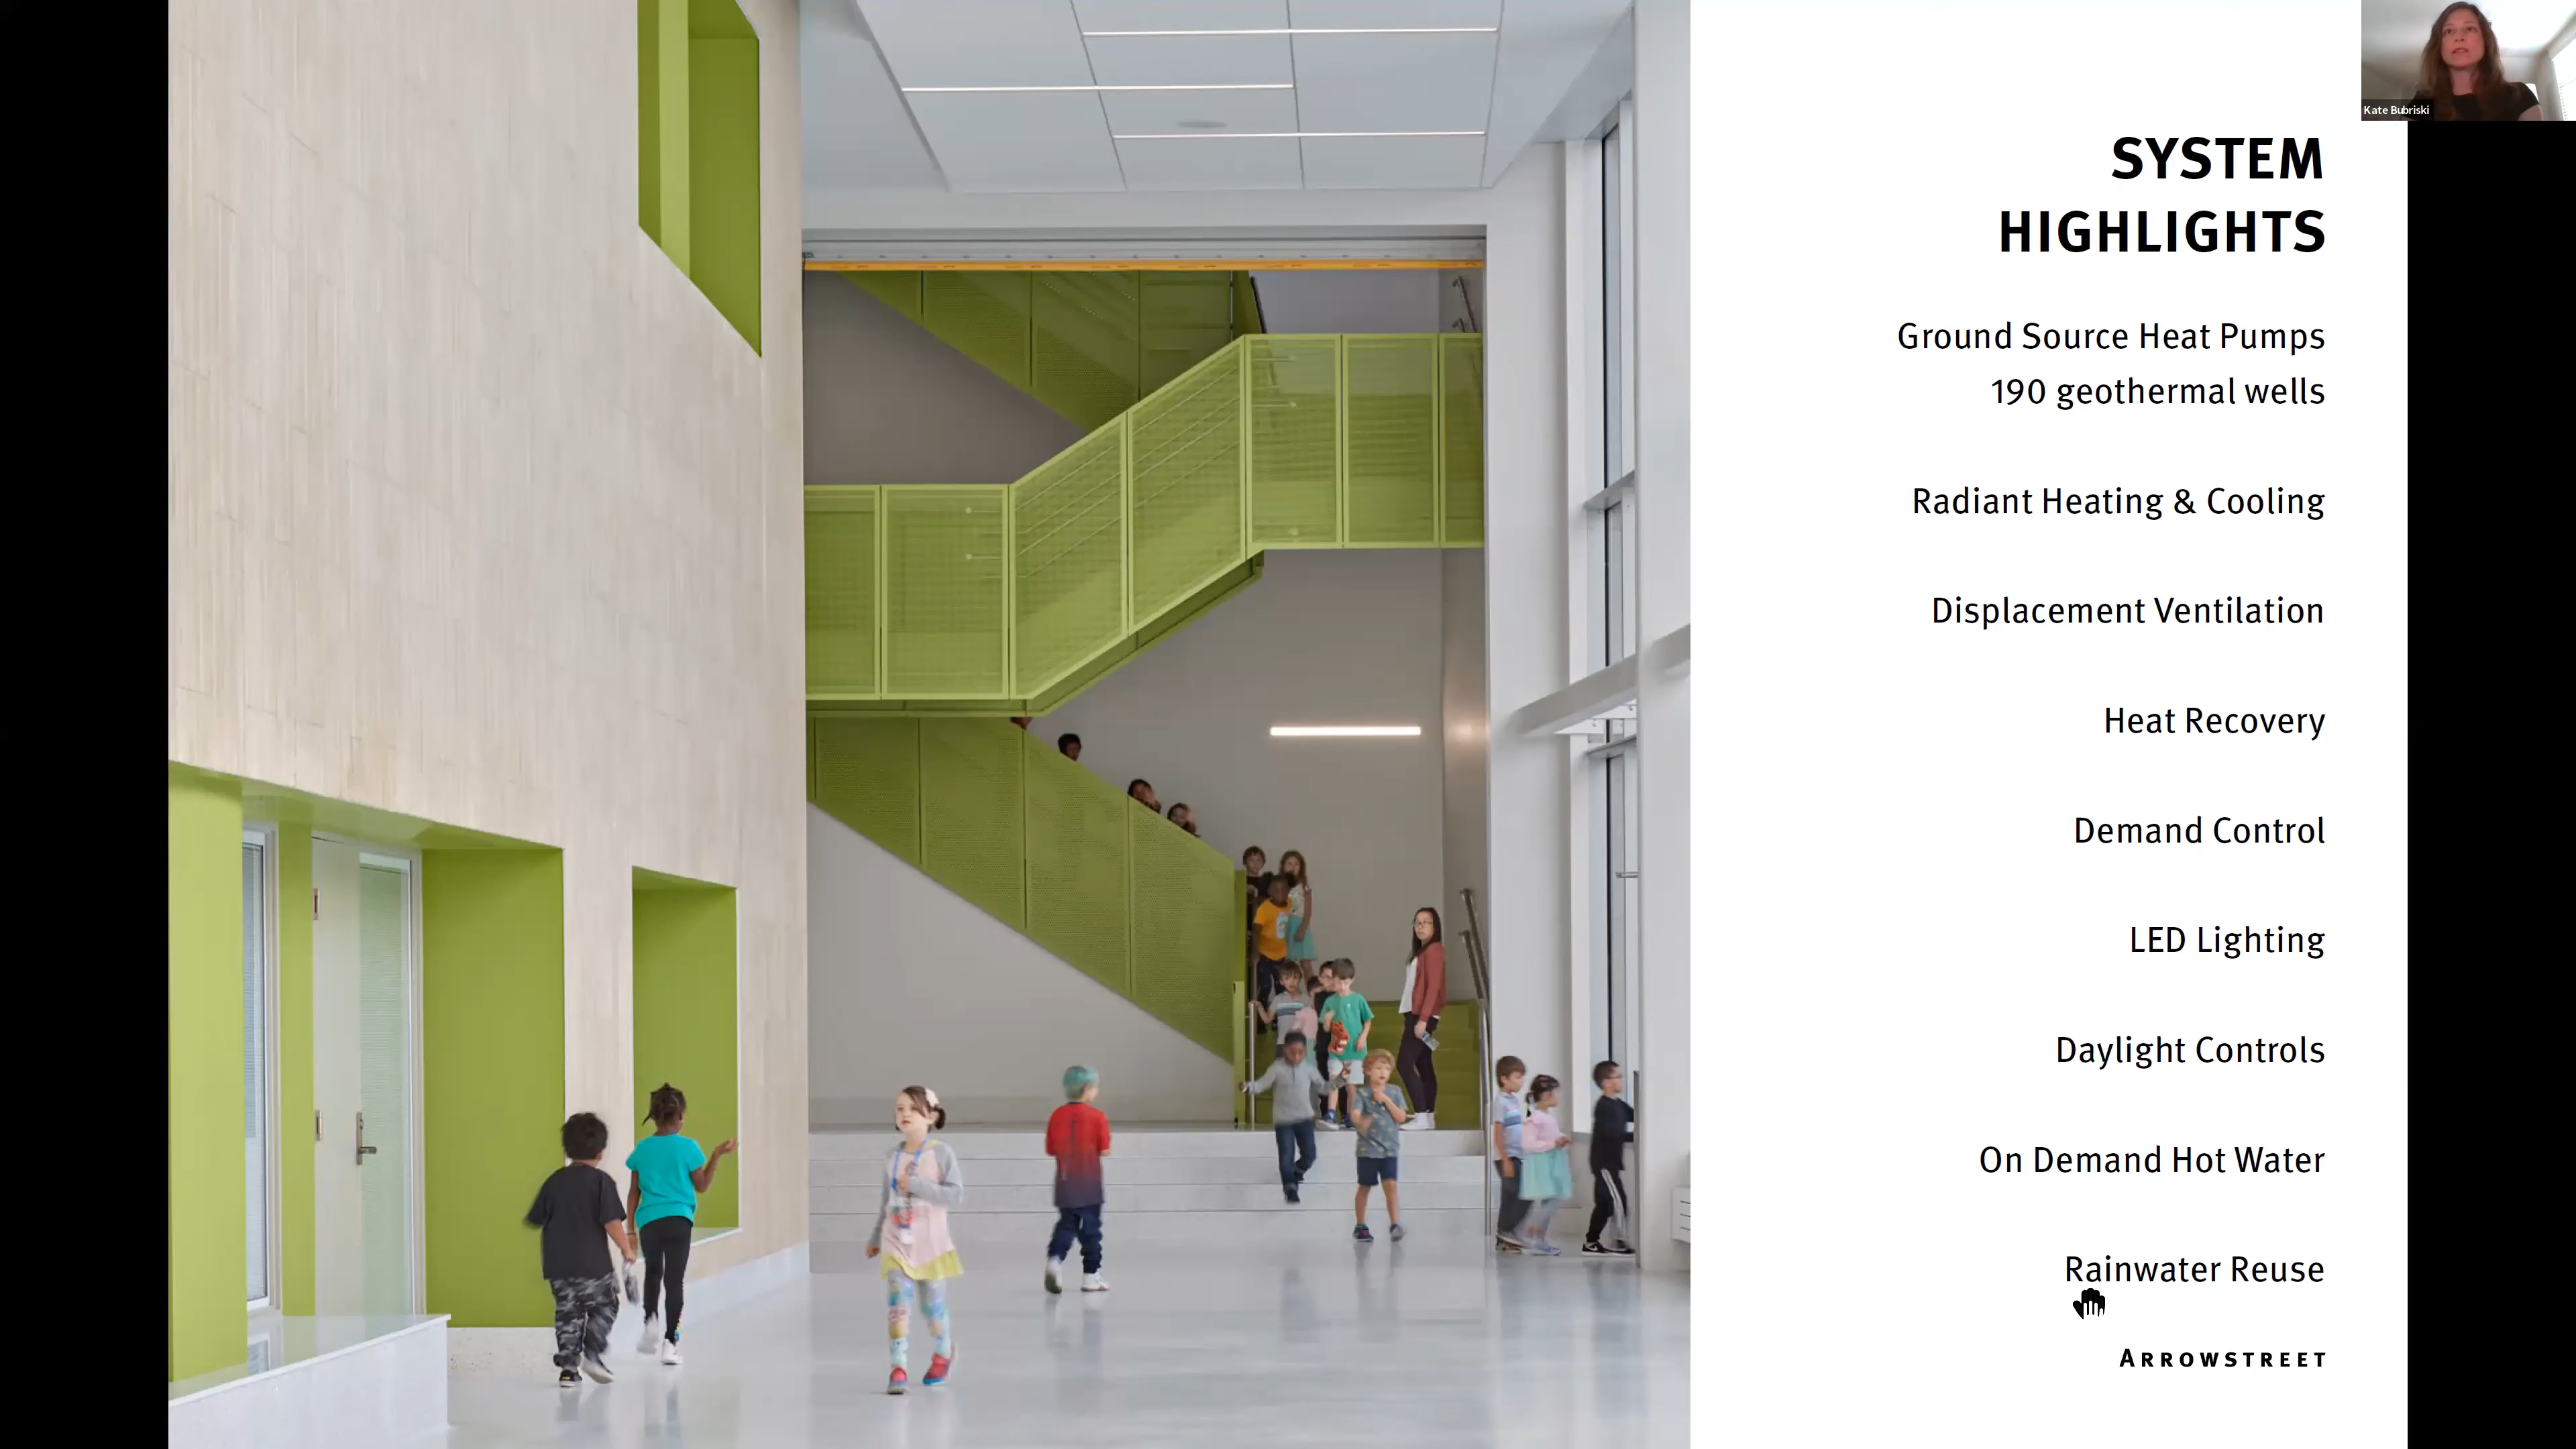 Kate Bubriski
SYSTEM
HIGHLIGHTS
Ground Source Heat Pumps
190 geothermal wells
Radiant Heating & Cooling
Displacement Ventilation
Heat Recovery
Demand Control
LED Lighting
Daylight Controls
On Demand Hot Water
Rainwater Reuse
ARROWSTREET